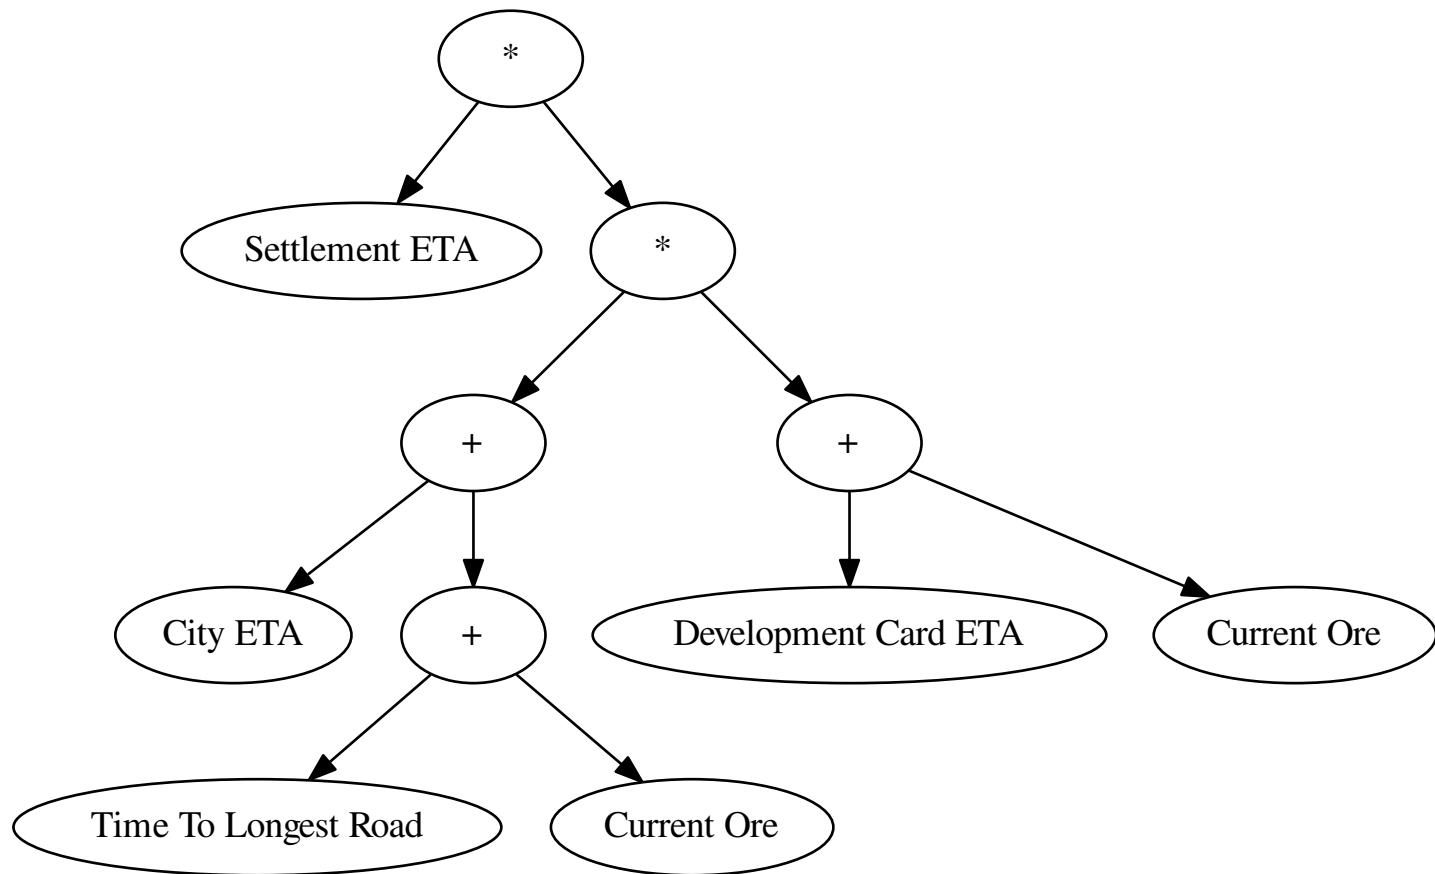 *
Settlement ETA
*
+
+
City ETA
+
Development Card ETA
Current Ore
Time To Longest Road
Current Ore